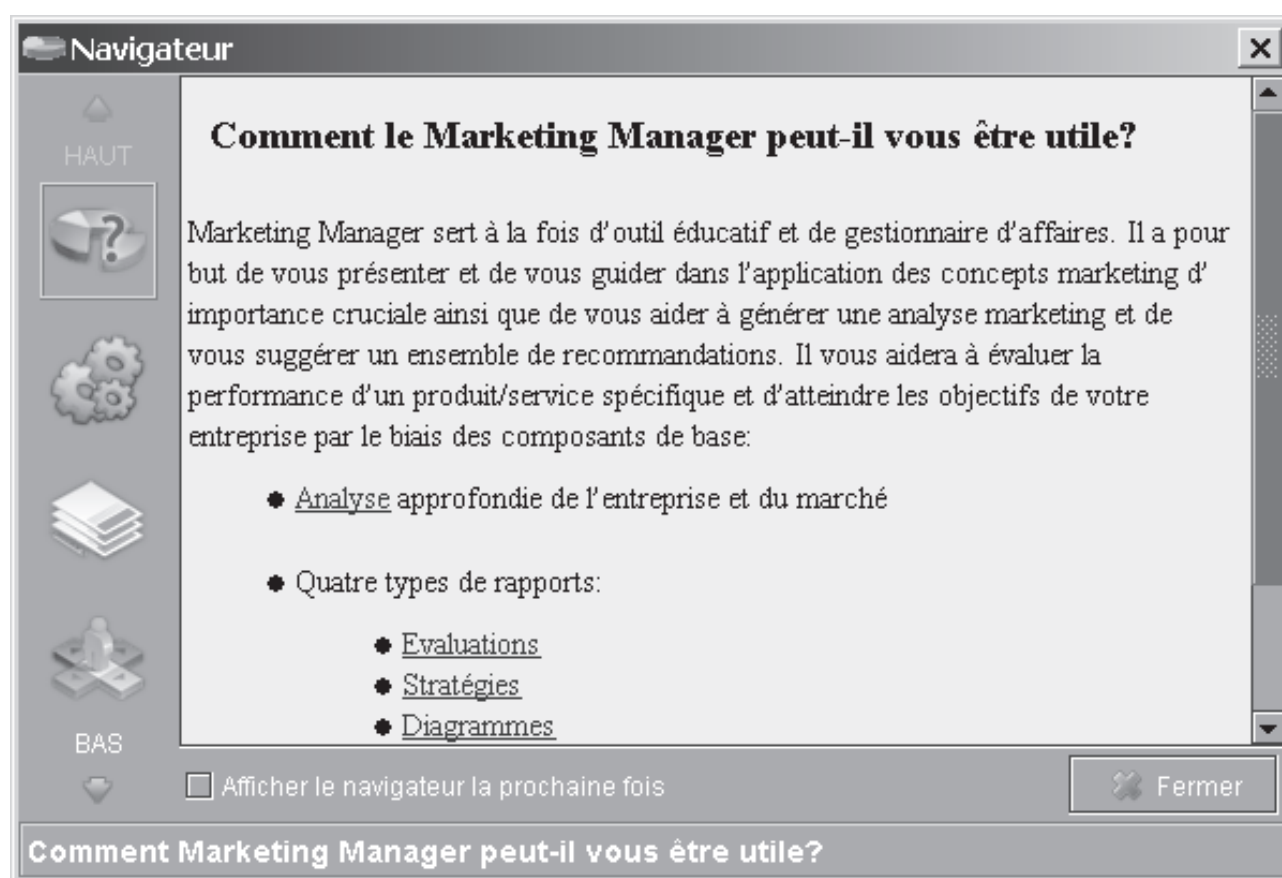 Navigateur
HAUT
Comment le Marketing Manager peut-il vous être utile?
Marketing Manager sert à la fois d'outil éducatif et de gestionnaire d'affaires. Il a pour
but de vous présenter et de vous guider dans l'application des concepts marketing d'
importance cruciale ainsi que de vous aider à générer une analyse marketing et de
vous suggérer un ensemble de recommandations. Il vous aidera à évaluer la
performance d'un produit/service spécifique et d'atteindre les objectifs de votre
entreprise par le biais des composants de base:
● Analyse approfondie de l'entreprise et du marché
● Quatre types de rapports:
● Evaluations
● Stratégies
● Diagrammes
BAS
Afficher le navigateur la prochaine fois
Fermer
Comment Marketing Manager peut-il vous être utile?